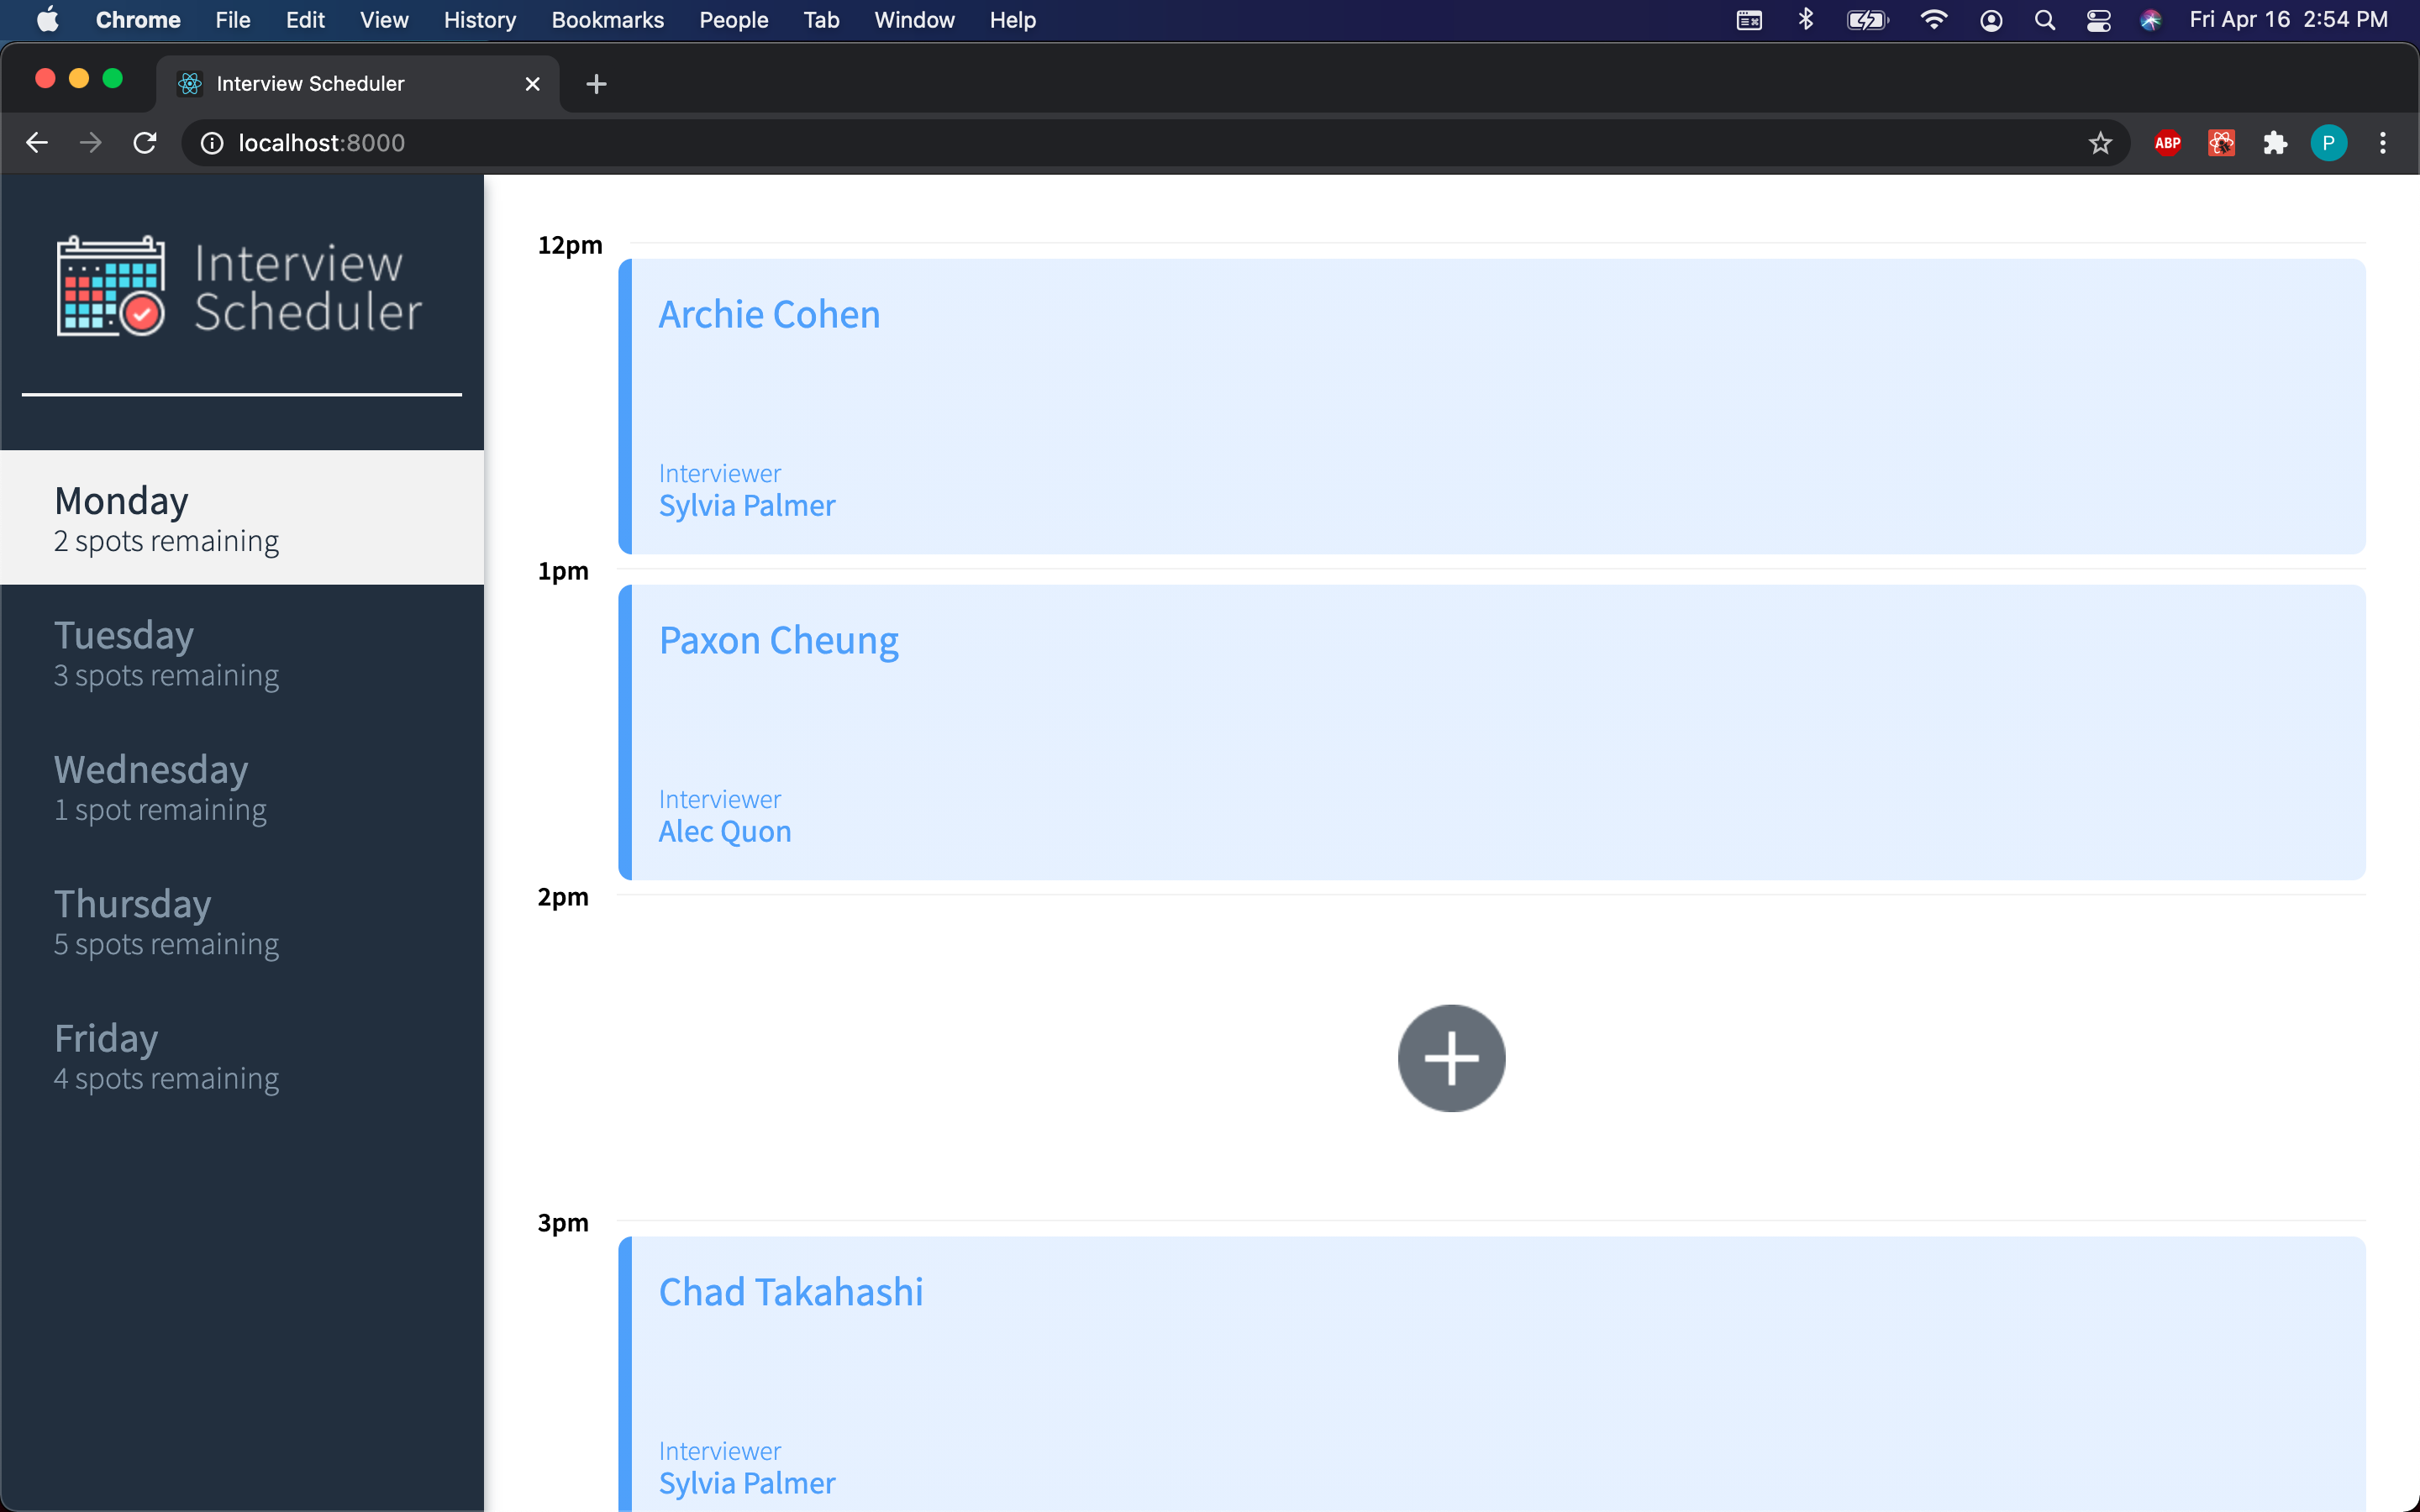 Chrome File Edit View History Bookmarks People Tab Window Help Fri Apr 16 2:54 PM
Interview Scheduler
localhost:8000 ABP P
Interview
Scheduler
Monday
2 spots remaining
Tuesday
3 spots remaining
Wednesday
1 spot remaining
Thursday
5 spots remaining
Friday
4 spots remaining
12pm
Archie Cohen
Interviewer
Sylvia Palmer
1pm
Paxon Cheung
Interviewer
Alec Quon
2pm
3pm
Chad Takahashi
Interviewer
Sylvia Palmer